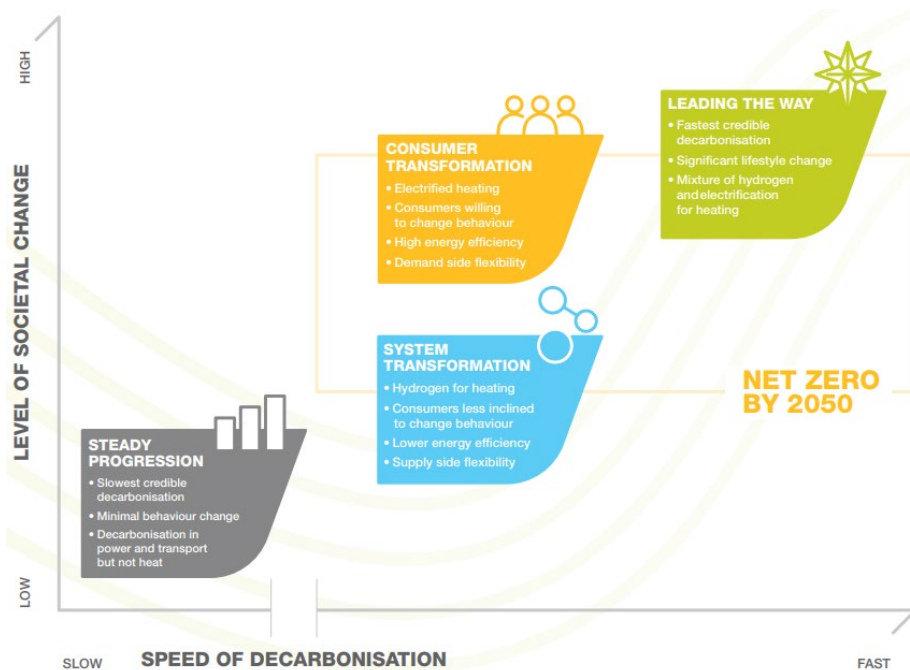 HIGH
LEVEL OF SOCIETAL CHANGE
LOW
LEADING THE WAY
• Fastest credible
decarbonisation
• Significant lifestyle change
• Mixture of hydrogen
and electrification
for heating
CONSUMER
TRANSFORMATION
• Electrified heating
• Consumers willing
to change behaviour
• High energy efficiency
• Demand side flexibility
SYSTEM
TRANSFORMATION
• Hydrogen for heating
• Consumers less inclined
to change behaviour
• Lower energy efficiency
• Supply side flexibility
NET ZERO
BY 2050
STEADY
PROGRESSION
• Slowest credible
decarbonisation
• Minimal behaviour change
• Decarbonisation in
power and transport
but not heat
SLOW
SPEED OF DECARBONISATION
FAST